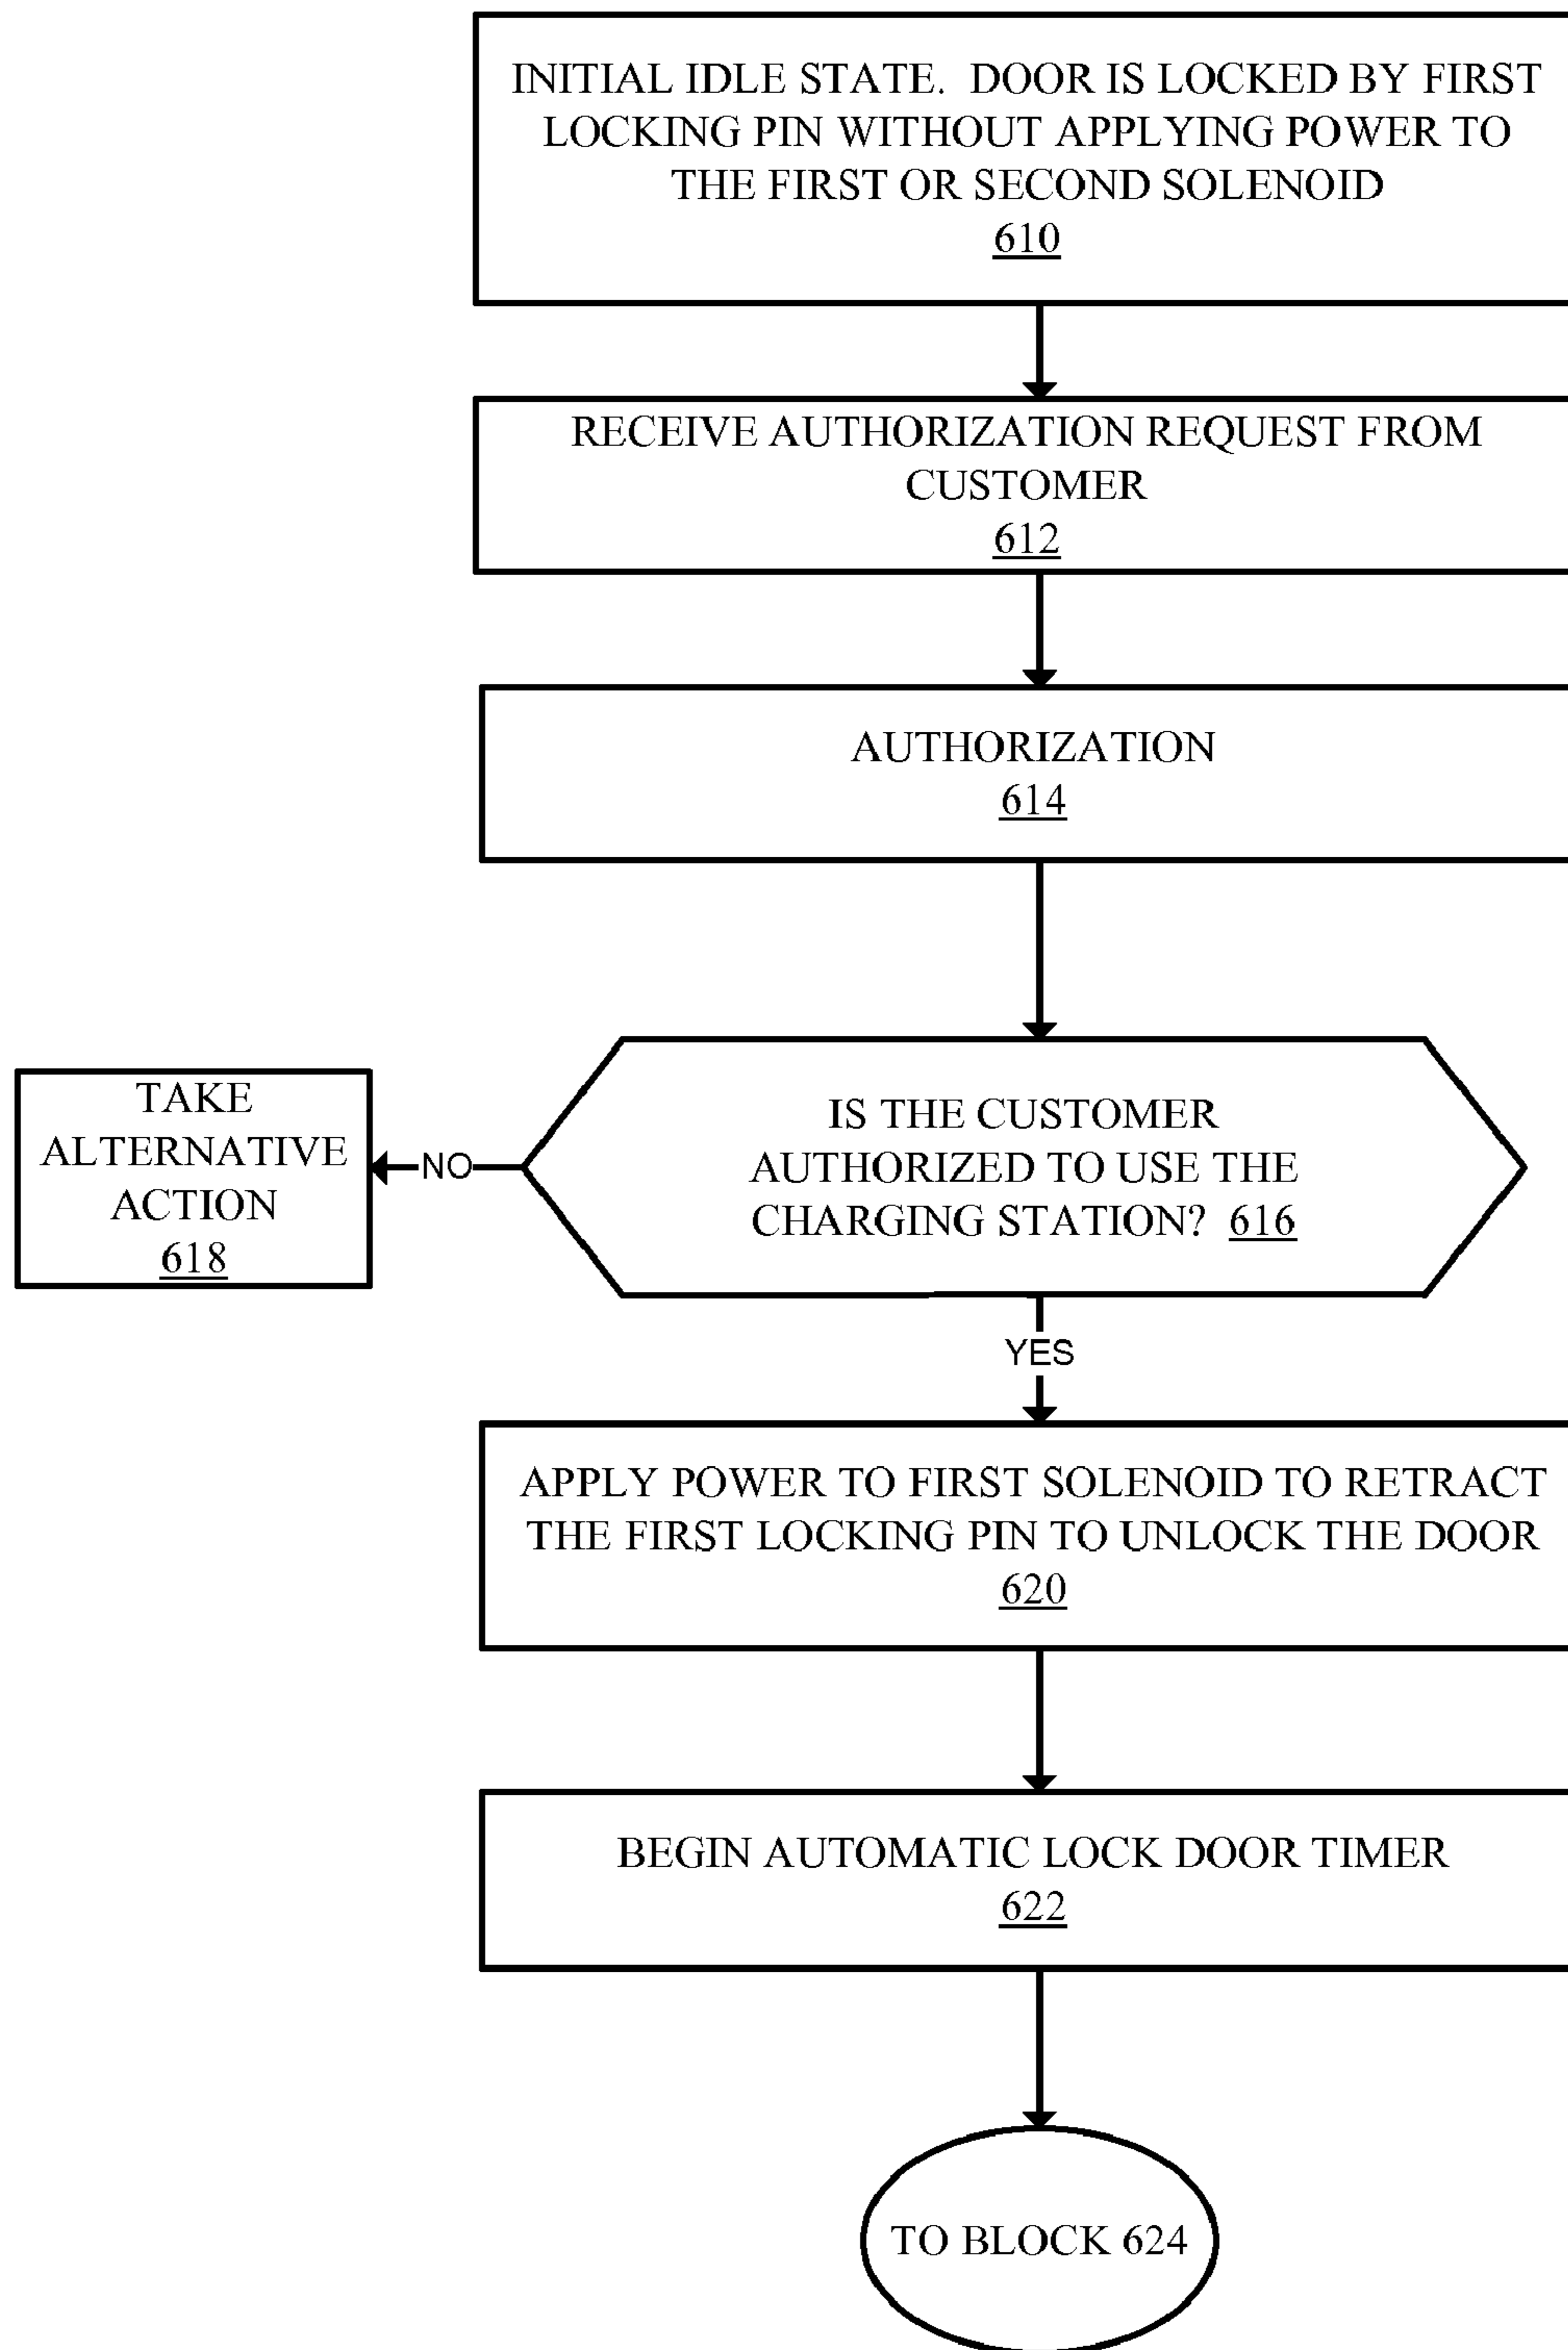 INITIAL IDLE STATE. DOOR IS LOCKED BY FIRST
LOCKING PIN WITHOUT APPLYING POWER TO
THE FIRST OR SECOND SOLENOID
610
RECEIVE AUTHORIZATION REQUEST FROM
CUSTOMER
612
AUTHORIZATION
614
IS THE CUSTOMER
AUTHORIZED TO USE THE
CHARGING STATION? 616
NO
TAKE
ALTERNATIVE
ACTION
618
YES
APPLY POWER TO FIRST SOLENOID TO RETRACT
THE FIRST LOCKING PIN TO UNLOCK THE DOOR
620
BEGIN AUTOMATIC LOCK DOOR TIMER
622
TO BLOCK 624